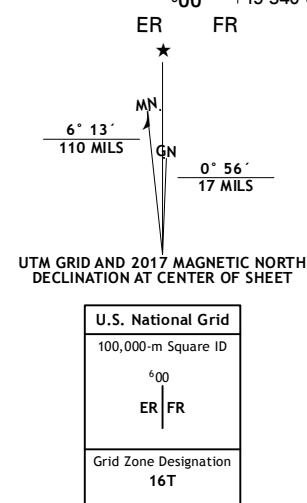 ⁶00
ER FR
★
MN
GN
6° 13´
110 MILS
0° 56´
17 MILS
UTM GRID AND 2017 MAGNETIC NORTH
DECLINATION AT CENTER OF SHEET
U.S. National Grid
100,000-m Square ID
⁶00
ER FR
Grid Zone Designation
16T